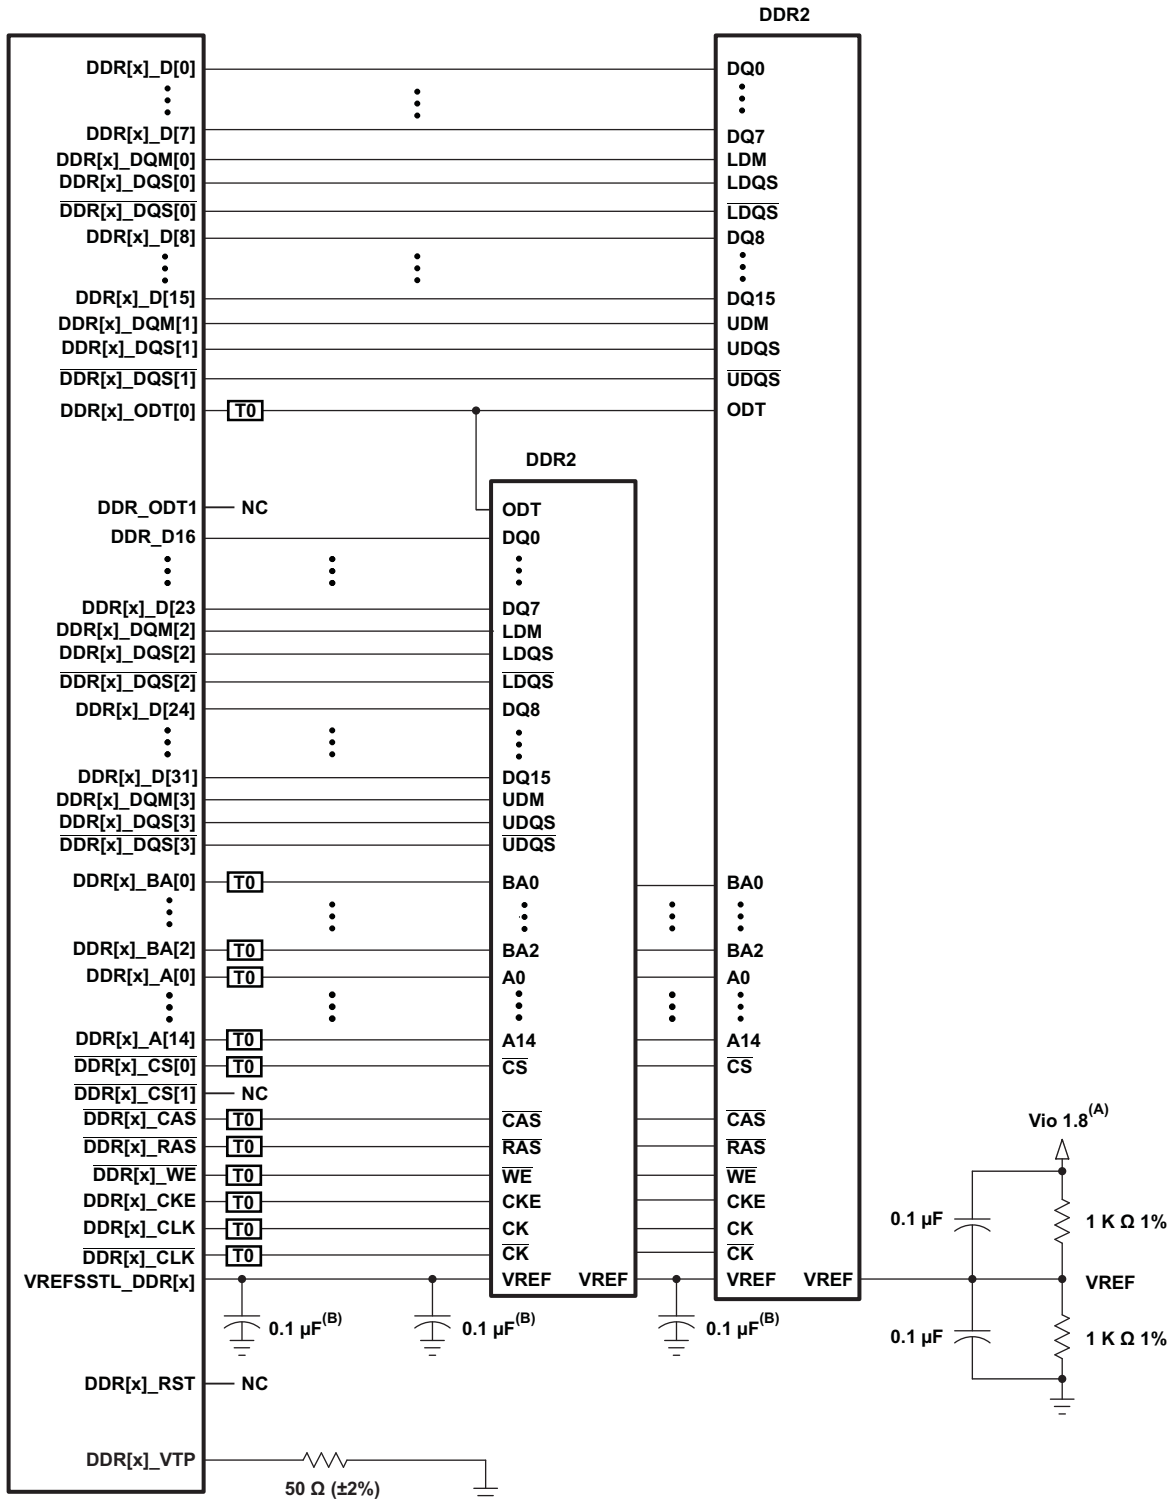 DDR2
DDR[x]_D[0] DQ0
DDR[x]_D[7] DQ7
DDR[x]_DQM[0] LDM
DDR[x]_DQS[0] LDQS
DDR[x]_DQS[0] LDQS
DDR[x]_D[8] DQ8
DDR[x]_D[15] DQ15
DDR[x]_DQM[1] UDM
DDR[x]_DQS[1] UDQS
DDR[x]_DQS[1] UDQS
DDR[x]_ODT[0] T0 ODT
DDR2
DDR_ODT1 NC ODT
DDR_D16 DQ0
DDR[x]_D[23 DQ7
DDR[x]_DQM[2] LDM
DDR[x]_DQS[2] LDQS
DDR[x]_DQS[2] LDQS
DDR[x]_D[24] DQ8
DDR[x]_D[31] DQ15
DDR[x]_DQM[3] UDM
DDR[x]_DQS[3] UDQS
DDR[x]_DQS[3] UDQS
DDR[x]_BA[0] T0 BA0 BA0
DDR[x]_BA[2] T0 BA2 BA2
DDR[x]_A[0] T0 A0 A0
DDR[x]_A[14] T0 A14 A14
DDR[x]_CS[0] T0 CS CS
DDR[x]_CS[1] NC
DDR[x]_CAS T0 CAS CAS
Vio 1.8(A)
DDR[x]_RAS T0 RAS RAS
DDR[x]_WE T0 WE WE
DDR[x]_CKE T0 CKE CKE
0.1 µF 1 K Ω 1%
DDR[x]_CLK T0 CK CK
DDR[x]_CLK T0 CK CK
VREFSSTL_DDR[x] VREF VREF VREF VREF VREF
0.1 µF(B) 0.1 µF(B) 0.1 µF(B) 0.1 µF 1 K Ω 1%
DDR[x]_RST NC
DDR[x]_VTP
50 Ω (±2%)